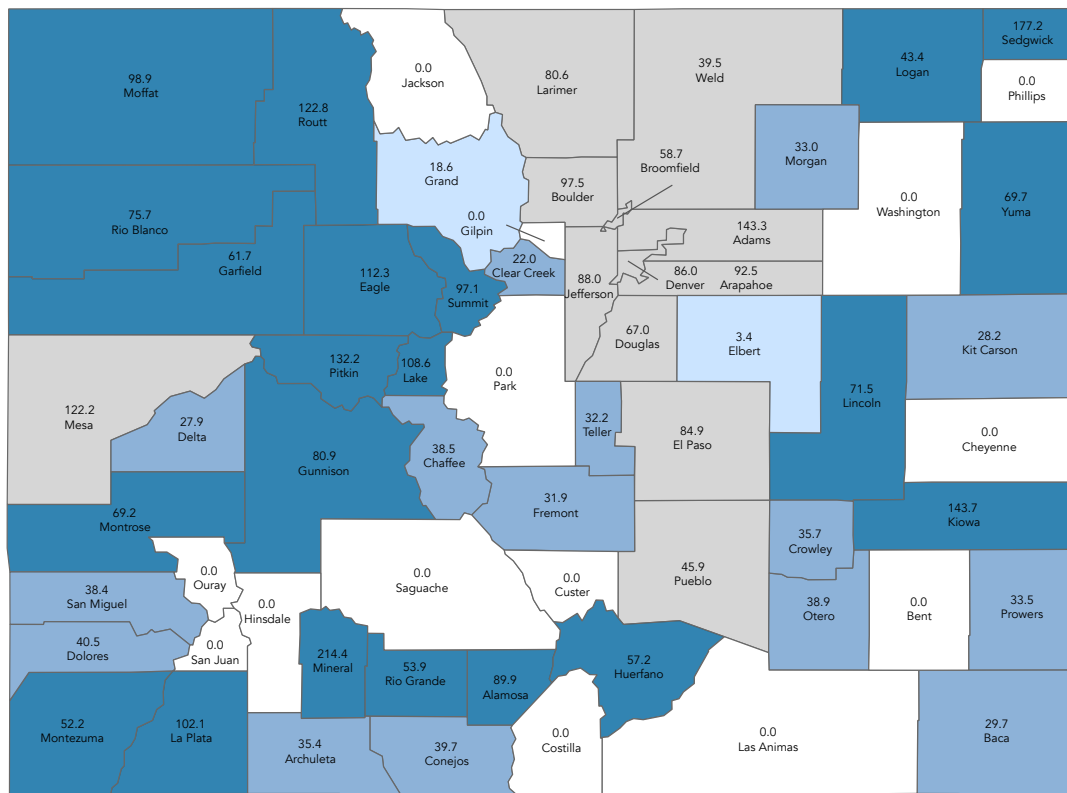 0.0
Jackson
177.2
Sedgwick
43.4
Logan
39.5
Weld
98.9
Moffat
80.6
Larimer
0.0
Phillips
122.8
Routt
33.0
Morgan
58.7
Broomfield
18.6
Grand
97.5
Boulder
0.0
Washington
69.7
Yuma
75.7
Rio Blanco
0.0
Gilpin
143.3
Adams
61.7
Garfield
22.0
Clear Creek
112.3
Eagle
97.1
Summit
88.0
Jefferson
86.0
Denver
92.5
Arapahoe
67.0
Douglas
3.4
Elbert
28.2
Kit Carson
132.2
Pitkin
108.6
Lake
0.0
Park
71.5
Lincoln
122.2
Mesa
27.9
Delta
32.2
Teller
84.9
El Paso
0.0
Cheyenne
80.9
Gunnison
38.5
Chaffee
31.9
Fremont
69.2
Montrose
143.7
Kiowa
35.7
Crowley
0.0
Ouray
0.0
Saguache
0.0
Custer
45.9
Pueblo
38.4
San Miguel
0.0
Hinsdale
38.9
Otero
0.0
Bent
33.5
Prowers
40.5
Dolores
0.0
San Juan
214.4
Mineral
53.9
Rio Grande
89.9
Alamosa
57.2
Huerfano
52.2
Montezuma
102.1
La Plata
35.4
Archuleta
39.7
Conejos
0.0
Costilla
0.0
Las Animas
29.7
Baca